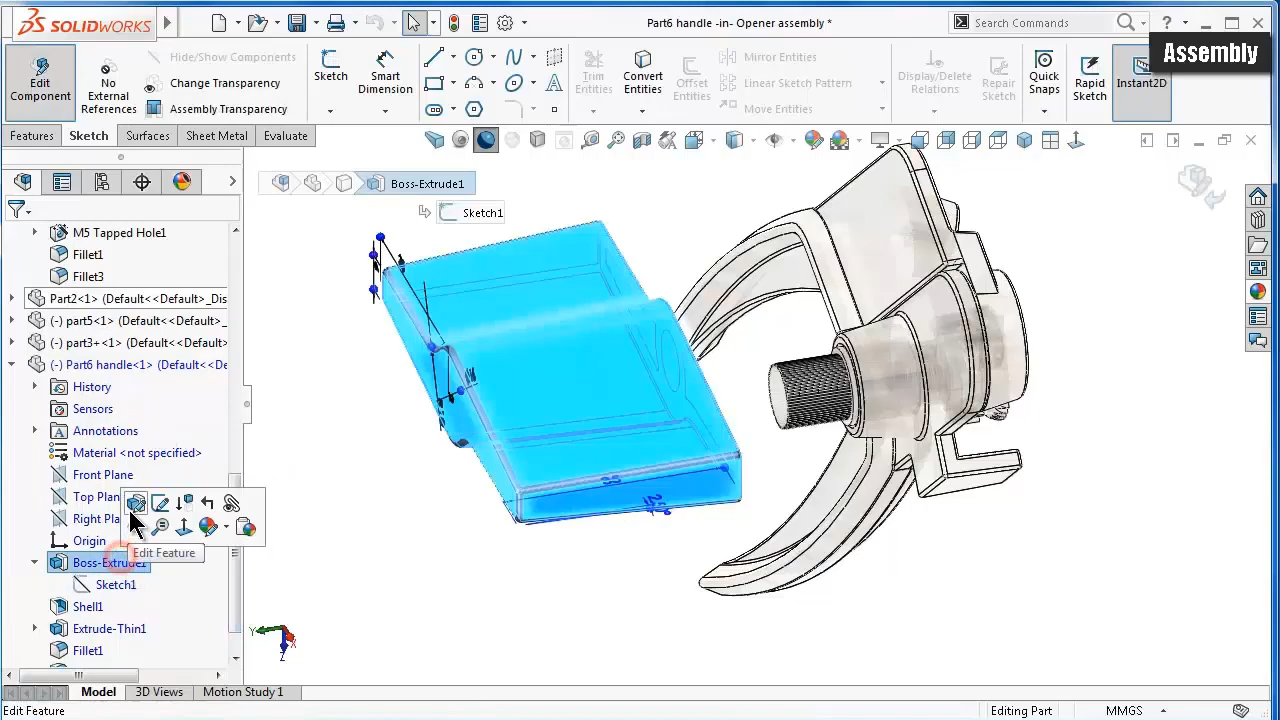 SOLIDWORKS
Part6 handle -in- Opener assembly *
Search Commands
Assembly
Edit
Component
No
External
References
Hide/Show Components
Change Transparency
Assembly Transparency
Sketch
Smart
Dimension
Trim
Entities
Convert
Entities
Offset
Entities
Mirror Entities
Linear Sketch Pattern
Move Entities
Display/Delete
Relations
Repair
Sketch
Quick
Snaps
Rapid
Sketch
Instant2D
Features
Sketch
Surfaces
Sheet Metal
Evaluate
Boss-Extrude1
Sketch1
M5 Tapped Hole1
Fillet1
Fillet3
Part2<1> (Default<<Default>_Dis
(-) part5<1> (Default<<Default>_
(-) part3+<1> (Default<<Default>
(-) Part6 handle<1> (Default<<De
History
Sensors
Annotations
Material <not specified>
Front Plane
Top Plan
Right Pla
Origin
Edit Feature
Boss-Extrude1
Sketch1
Shell1
Extrude-Thin1
Fillet1
Y
X
Z
Model
3D Views
Motion Study 1
Edit Feature
Editing Part
MMGS